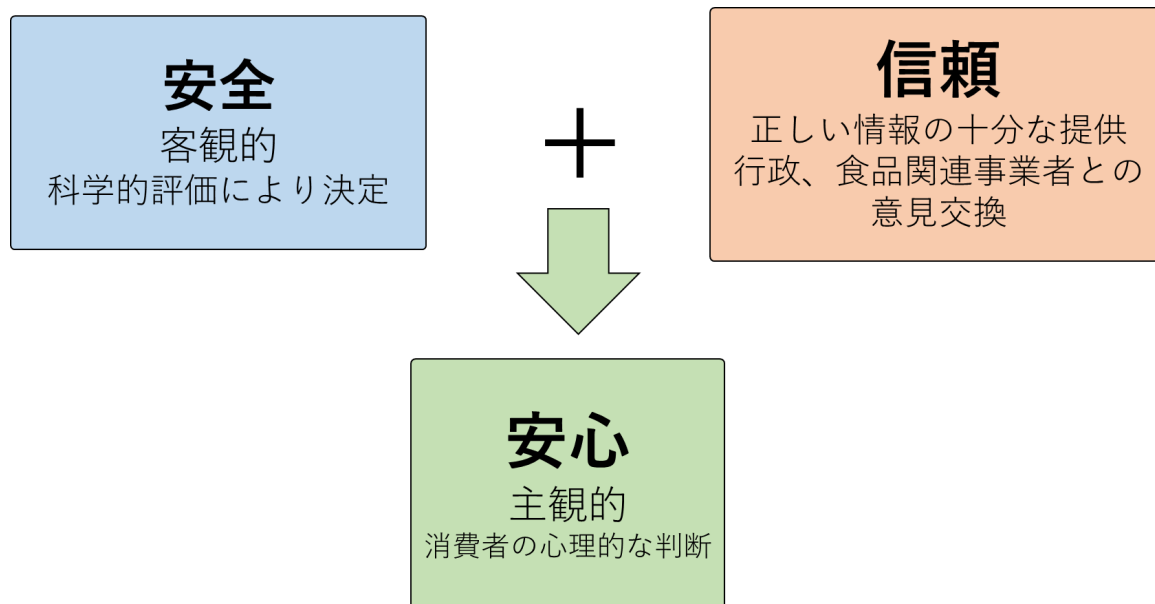 安全
客観的
科学的評価により決定
+
信頼
正しい情報の十分な提供
行政、食品関連事業者との
意見交換
安心
主観的
消費者の心理的な判断